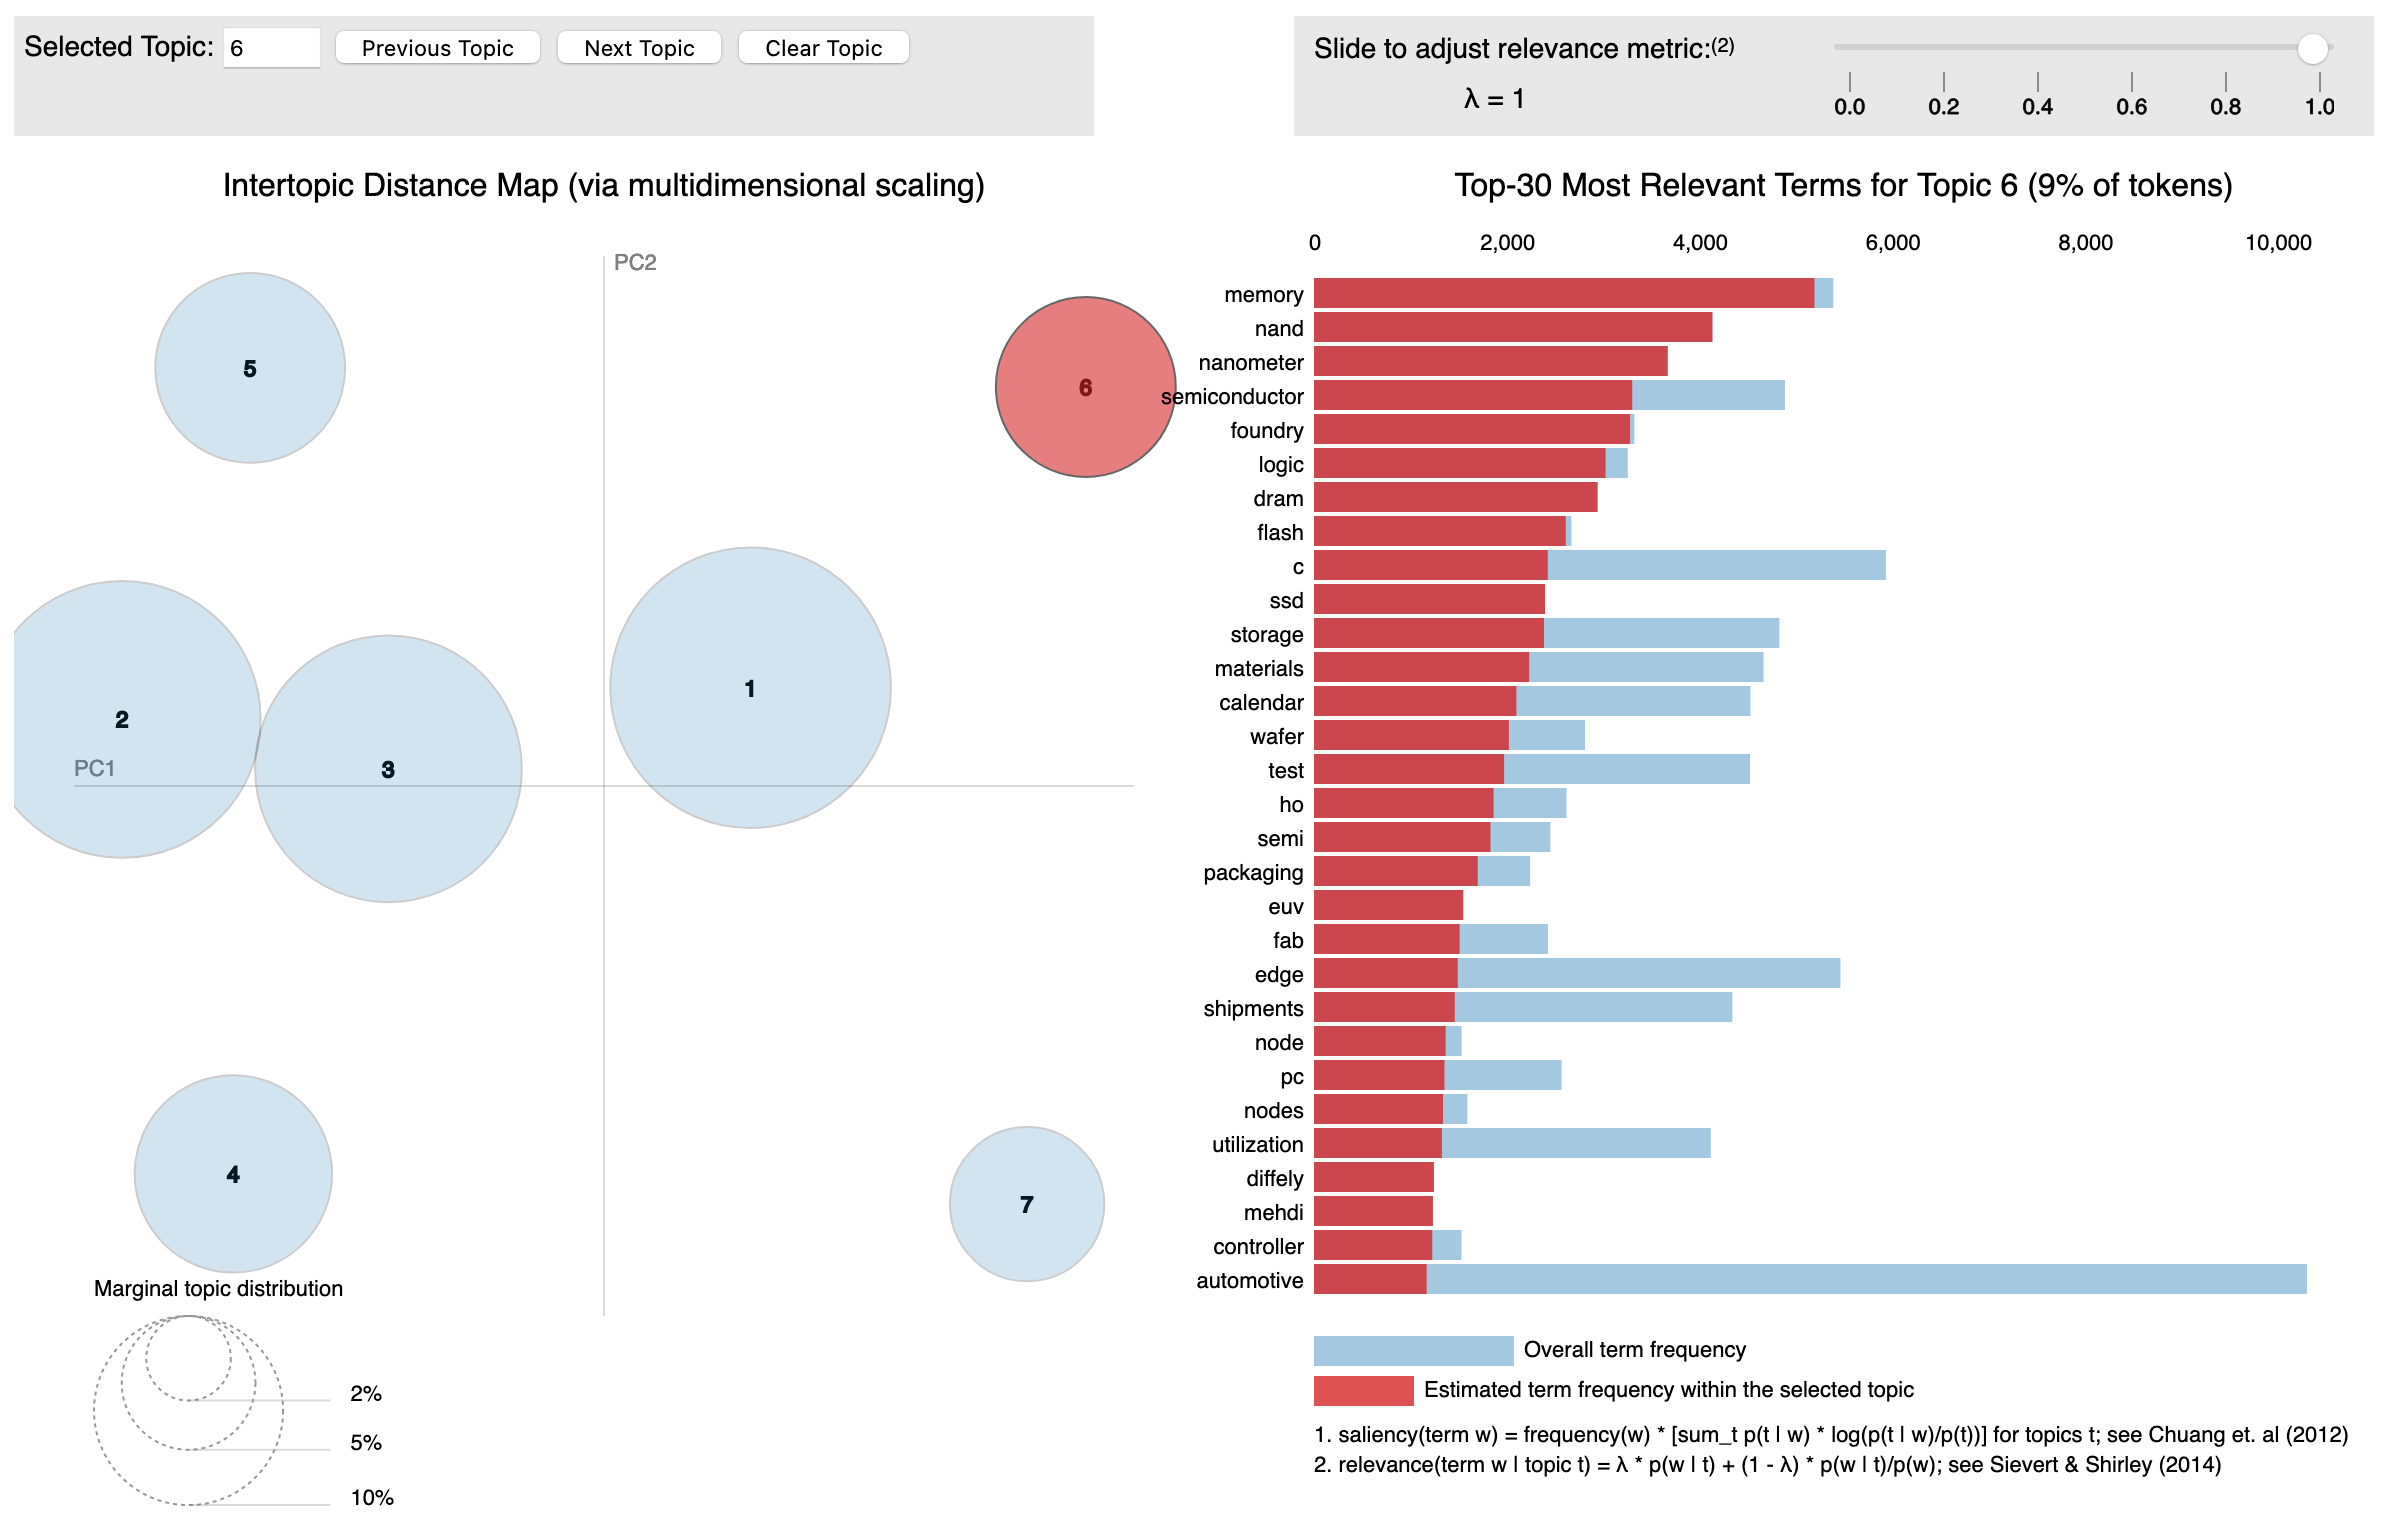 Selected Topic: 6 Previous Topic Next Topic Clear Topic
Slide to adjust relevance metric:(2)
λ = 1
0.0 0.2 0.4 0.6 0.8 1.0
Intertopic Distance Map (via multidimensional scaling)
PC2
5
6
1
2
PC1
3
4
7
Marginal topic distribution
2%
5%
10%
Top-30 Most Relevant Terms for Topic 6 (9% of tokens)
0 2,000 4,000 6,000 8,000 10,000
memory
nand
nanometer
semiconductor
foundry
logic
dram
flash
c
ssd
storage
materials
calendar
wafer
test
ho
semi
packaging
euv
fab
edge
shipments
node
pc
nodes
utilization
diffely
mehdi
controller
automotive
Overall term frequency
Estimated term frequency within the selected topic
1. saliency(term w) = frequency(w) * [sum_t p(t | w) * log(p(t | w)/p(t))] for topics t; see Chuang et. al (2012)
2. relevance(term w | topic t) = λ * p(w | t) + (1 - λ) * p(w | t)/p(w); see Sievert & Shirley (2014)